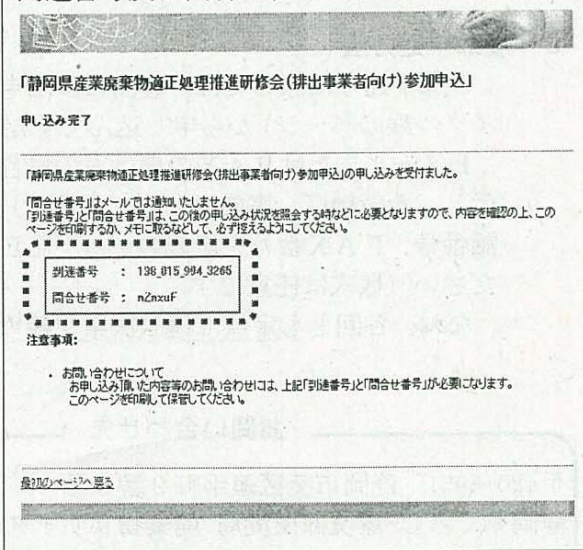 「静岡県産業廃棄物適正処理推進研修会(排出事業者向け)参加申込」
申し込み完了
「静岡県産業廃棄物適正処理推進研修会(排出事業者向け)参加申込」の申し込みを受付ました。
「問合せ番号」はメールでは通知いたしません。
「到達番号」と「問合せ番号」は、この後の申し込み状況を照会する時などに必要となりますので、内容を確認の上、この
ページを印刷するか、メモに取るなどして、必ず控えるようにしてください。
到達番号 : 138_015_904_3265
問合せ番号 : nZnxuF
注意事項:
・ お問い合わせについて
お申し込み頂いた内容等のお問い合わせには、上記「到達番号」と「問合せ番号」が必要になります。
このページを印刷して保管してください。
最初のページへ戻る